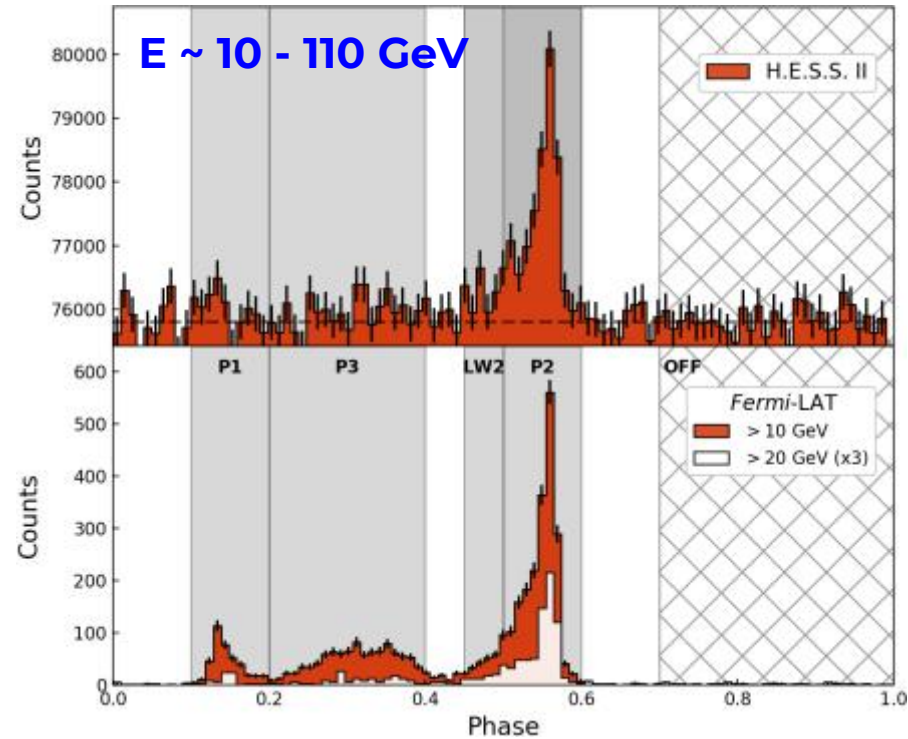 E ~ 10 - 110 GeV
H.E.S.S. II
80000
79000
78000
77000
76000
Counts
P1 P3 LW2 P2 OFF
Fermi-LAT
> 10 GeV
> 20 GeV (x3)
600
500
400
300
200
100
0
Counts
0.0 0.2 0.4 0.6 0.8 1.0
Phase